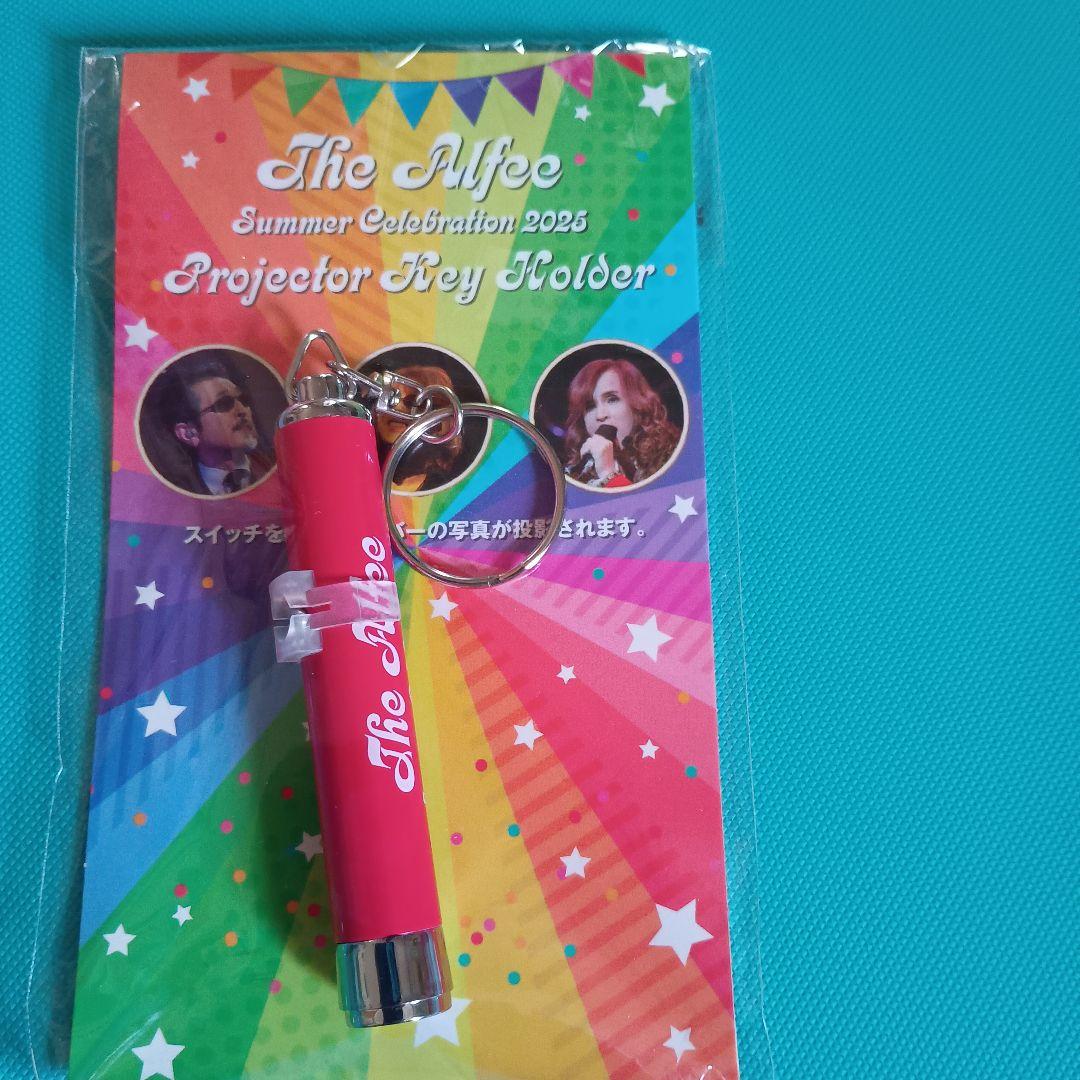 The Alfee
Summer Celebration 2025
Projector Key Holder
スイッチを バーの写真が投影されます。
The Alfee